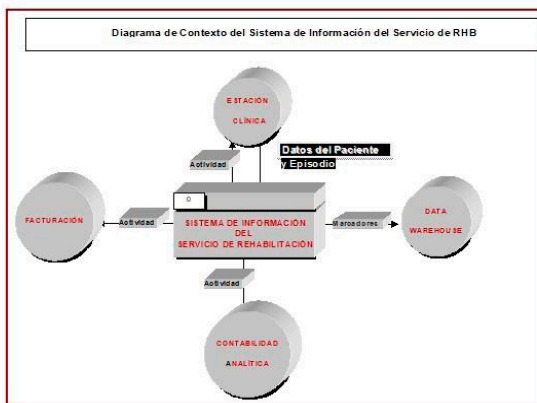 Diagrama de Contexto del Sistema de Información del Servicio de RHB
ESTACIÓN
CLÍNICA
Actividad
Datos del Paciente
y Episodio
0
FACTURACIÓN
Actividad
SISTEMA DE INFORMACIÓN
DEL
SERVICIO DE REHABILITACIÓN
Marcadores
DATA
WAREHOUSE
Actividad
CONTABILIDAD
ANALÍTICA